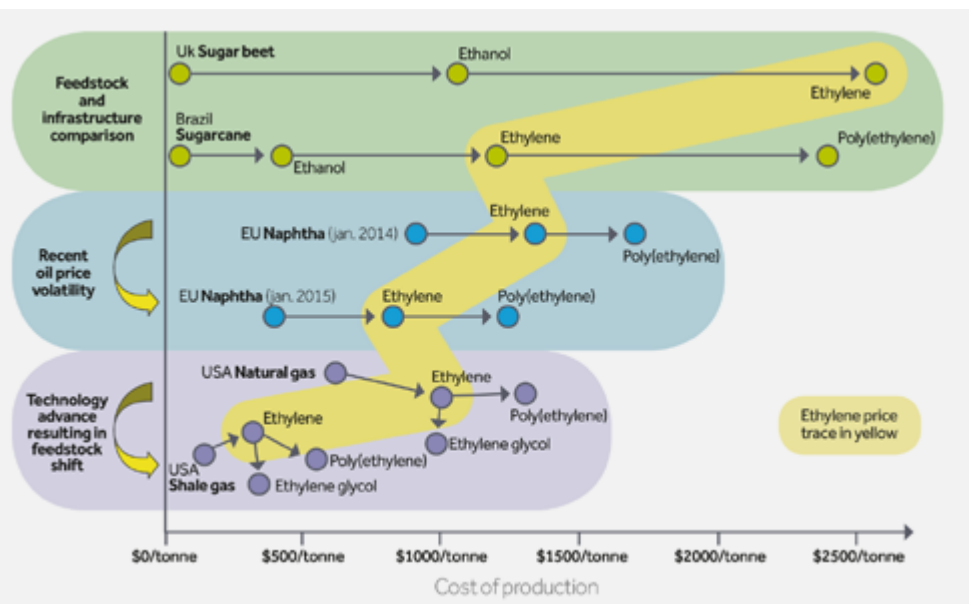 Feedstock
and
infrastructure
comparison
Uk Sugar beet
Ethanol
Ethylene
Brazil
Sugarcane
Ethanol
Ethylene
Poly(ethylene)
Recent
oil price
volatility
EU Naphtha (jan. 2014)
Ethylene
Poly(ethylene)
EU Naphtha (jan. 2015)
Ethylene
Poly(ethylene)
Technology
advance
resulting in
feedstock
shift
USA Natural gas
Ethylene
Poly(ethylene)
Ethylene glycol
USA
Shale gas
Ethylene
Poly(ethylene)
Ethylene glycol
Ethylene price
trace in yellow
$0/tonne
$500/tonne
$1000/tonne
$1500/tonne
$2000/tonne
$2500/tonne
Cost of production